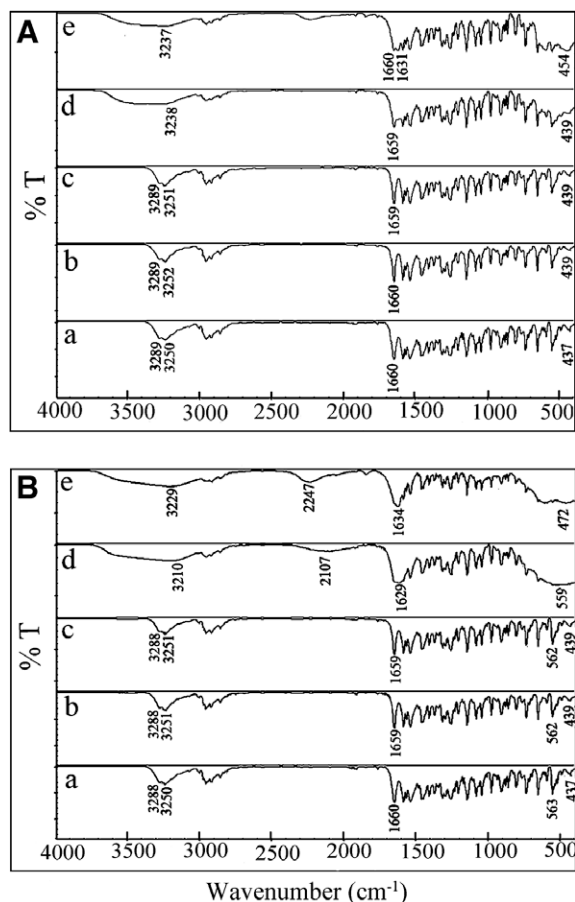 A
e
3237
1660
1631
454
d
3238
1659
439
c
3289
3251
1659
439
b
3289
3252
1660
439
a
3289
3250
1660
437
% T
4000 3500 3000 2000 1500 1000 500
B
e
3229
2247
1634
472
d
3210
2107
1629
559
c
3288
3251
1659
562
439
b
3288
3251
1659
562
439
a
3288
3250
1660
563
437
% T
4000 3500 3000 2500 2000 1500 1000 500
Wavenumber (cm⁻¹)